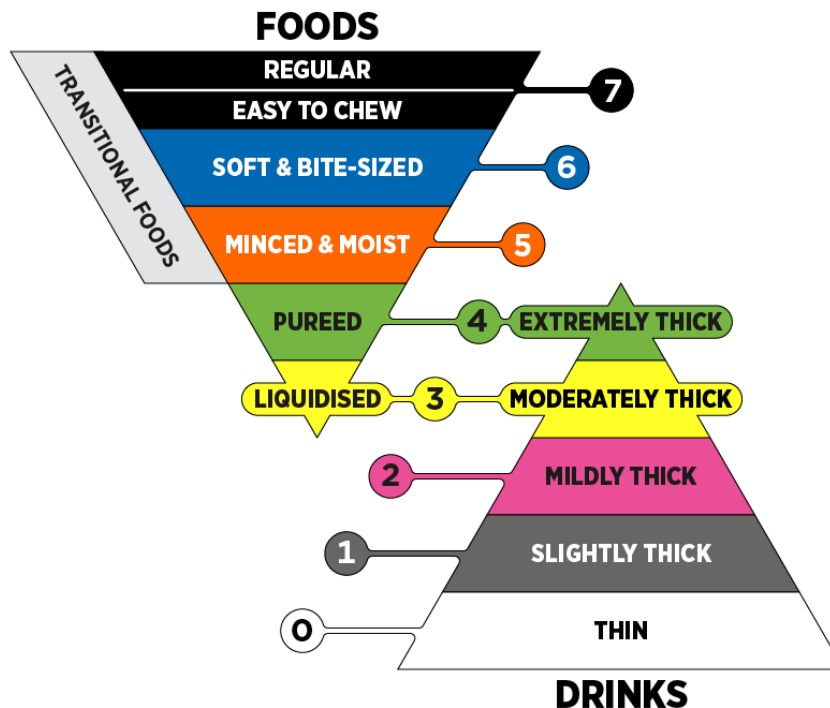 FOODS
REGULAR
7
EASY TO CHEW
TRANSITIONAL FOODS
SOFT & BITE-SIZED
6
MINCED & MOIST
5
PUREED
4
EXTREMELY THICK
LIQUIDISED
3
MODERATELY THICK
2
MILDLY THICK
1
SLIGHTLY THICK
0
THIN
DRINKS